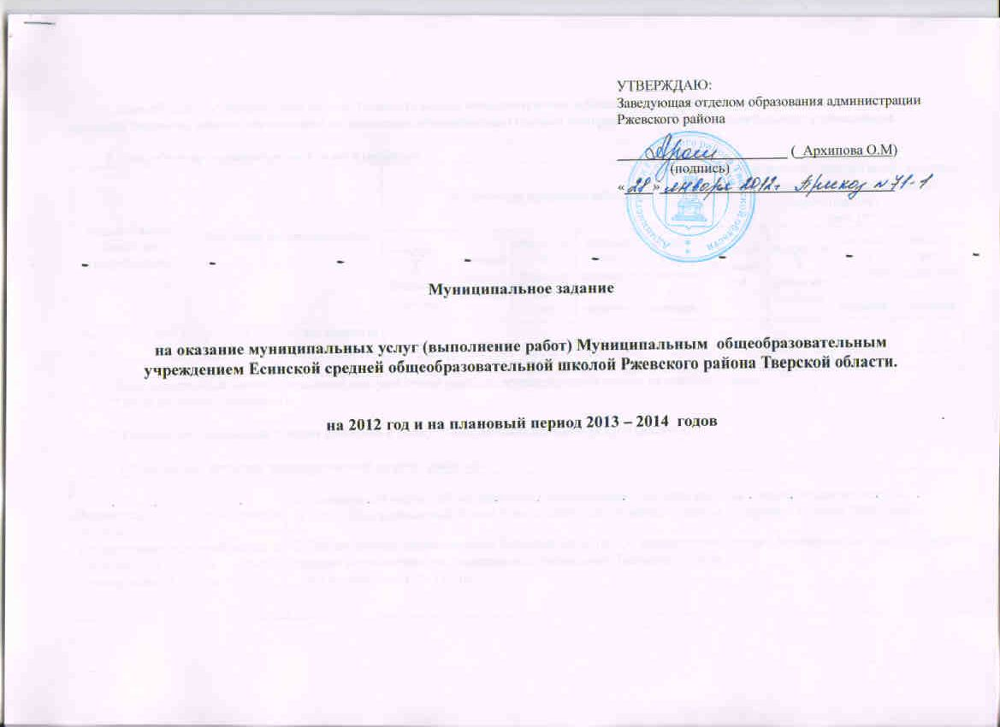 УТВЕРЖДАЮ:
Заведующая отделом образования администрации
Ржевского района
( Архипова О.М)
(подпись)
« 28 » января 2012г Приказ № 71-1
Муниципальное задание
на оказание муниципальных услуг (выполнение работ) Муниципальным общеобразовательным
учреждением Есинской средней общеобразовательной школой Ржевского района Тверской области.
на 2012 год и на плановый период 2013 – 2014 годов